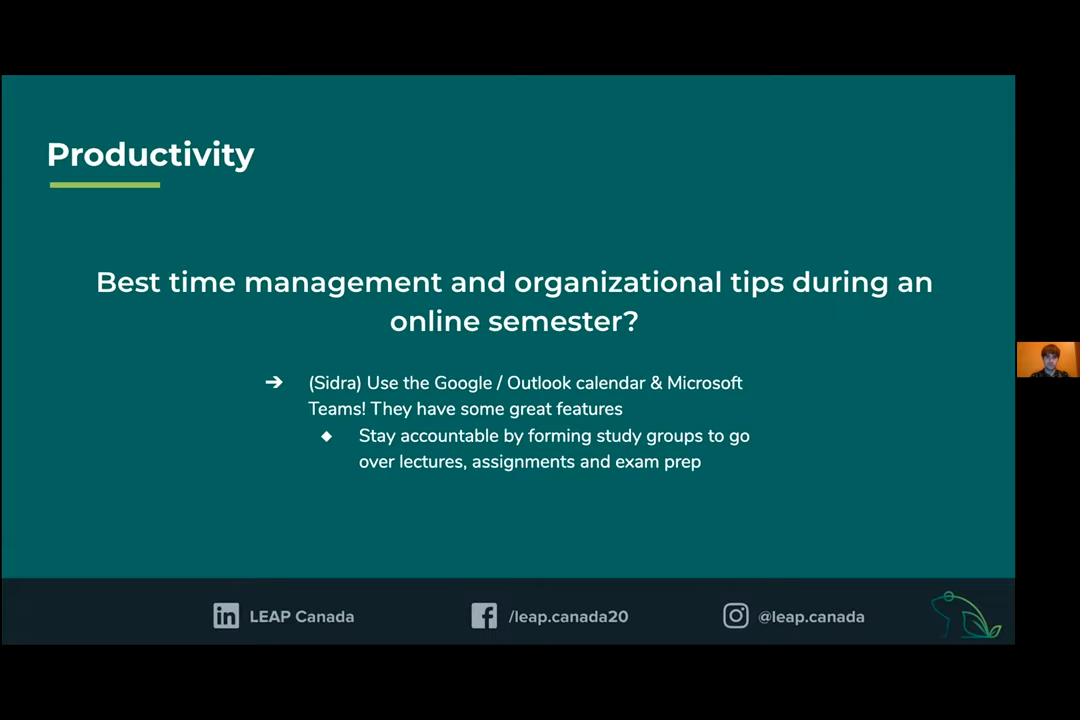 Productivity
Best time management and organizational tips during an
online semester?
➔ (Sidra) Use the Google / Outlook calendar & Microsoft
Teams! They have some great features
◆ Stay accountable by forming study groups to go
over lectures, assignments and exam prep
in LEAP Canada
f /leap.canada20
@leap.canada